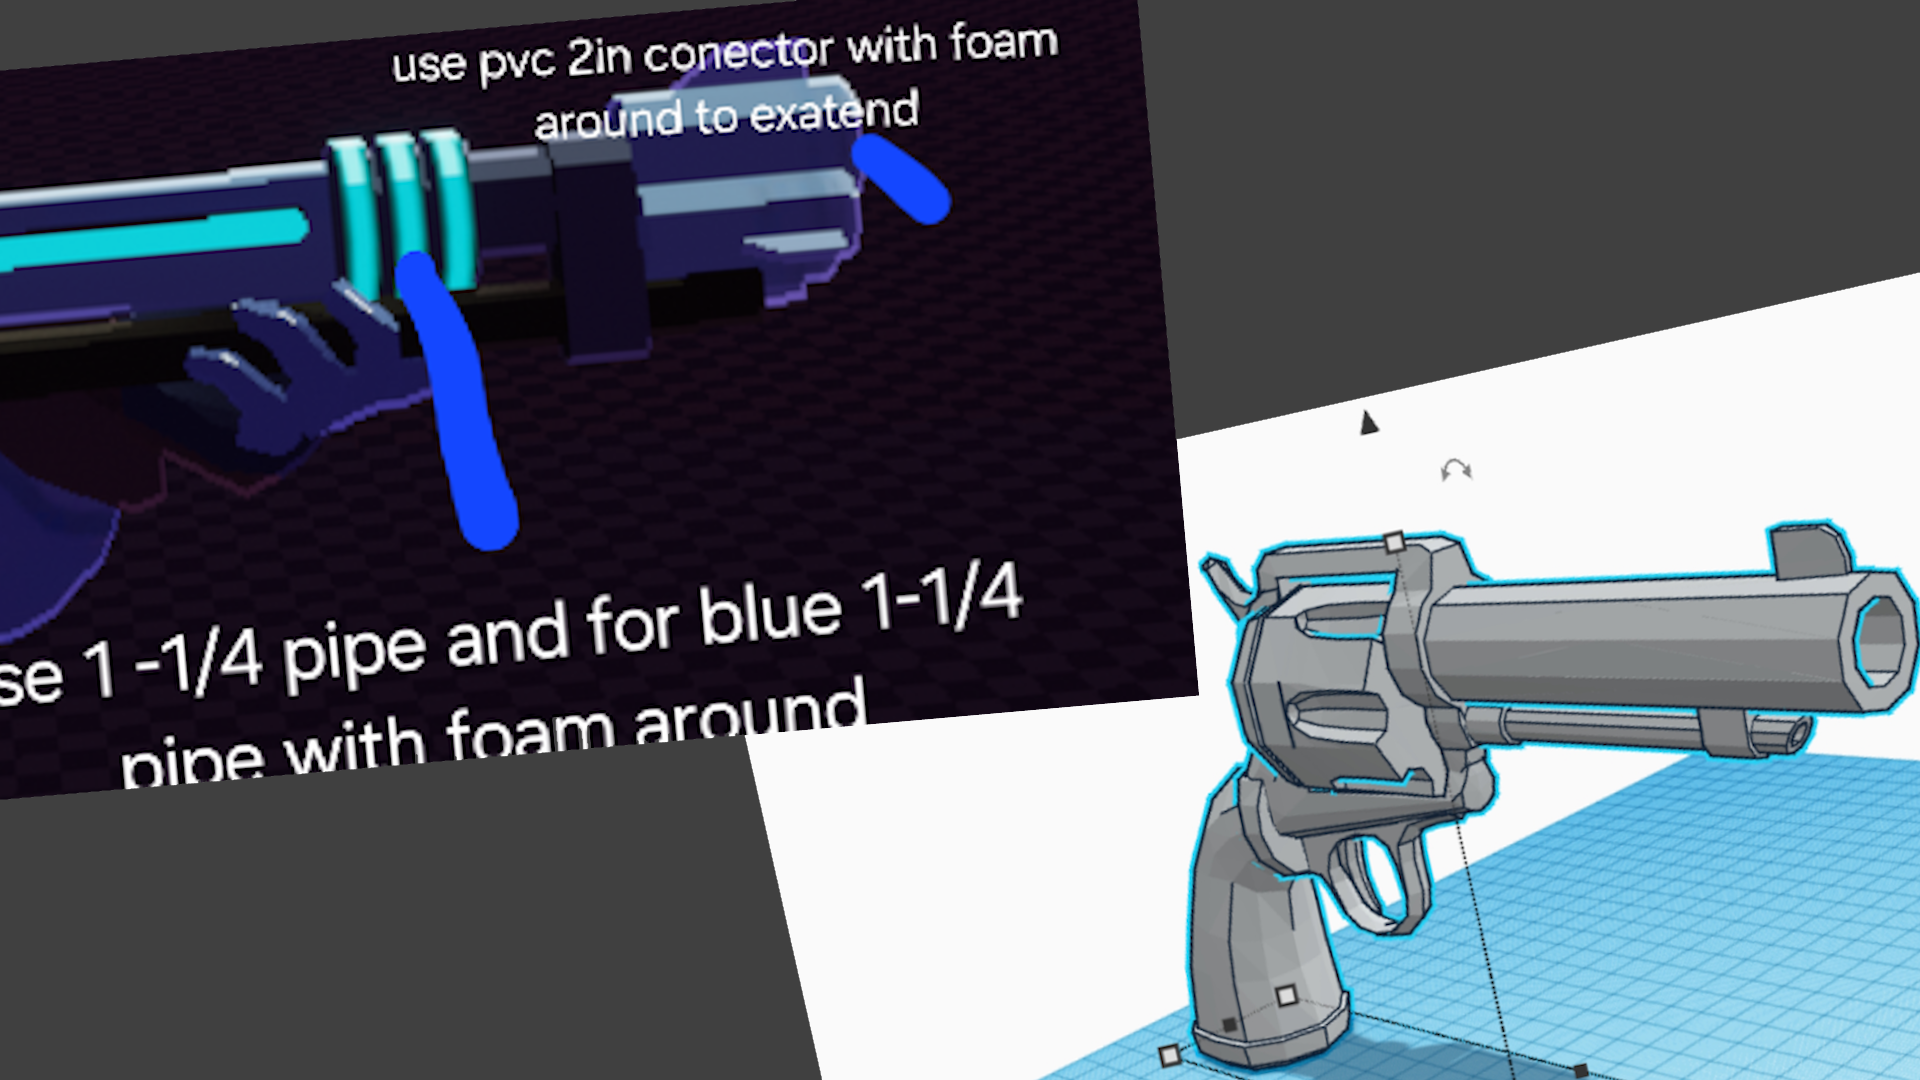 use pvc 2in conector with foam
around to exatend
se 1 -1/4 pipe and for blue 1-1/4
pipe with foam around